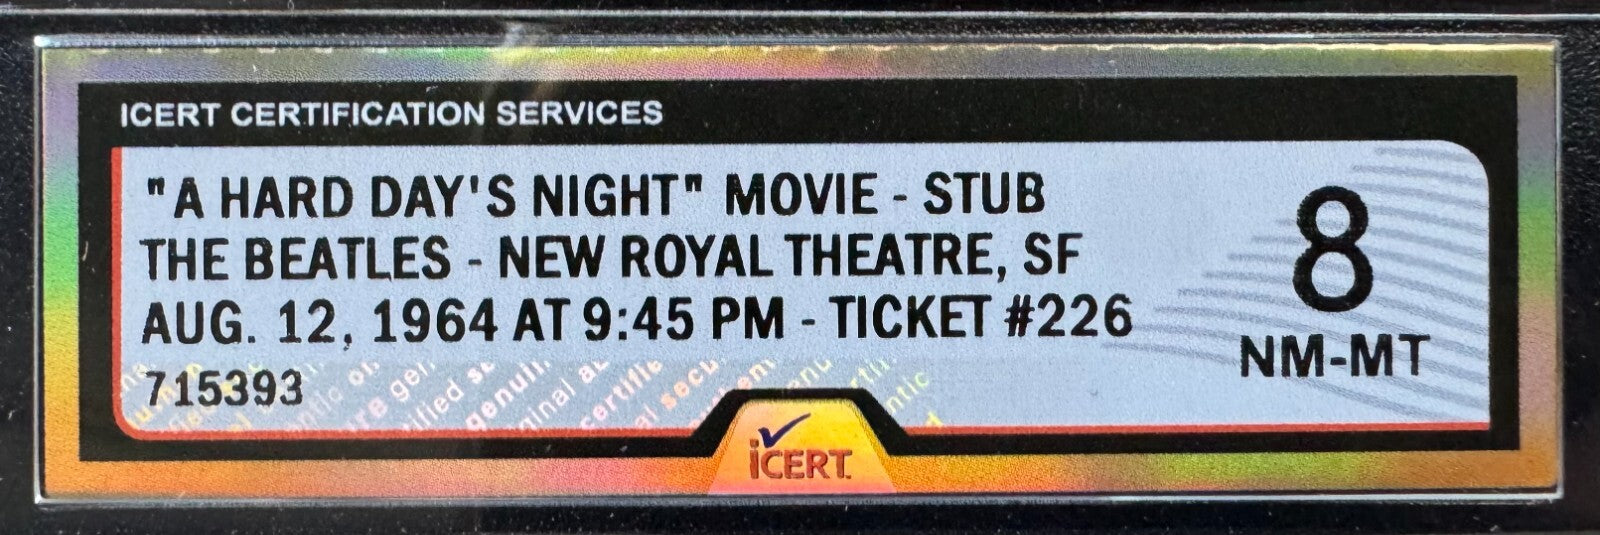 ICERT CERTIFICATION SERVICES
"A HARD DAY'S NIGHT" MOVIE - STUB
THE BEATLES - NEW ROYAL THEATRE, SF
AUG. 12, 1964 AT 9:45 PM - TICKET #226
715393
8
NM-MT
iCERT